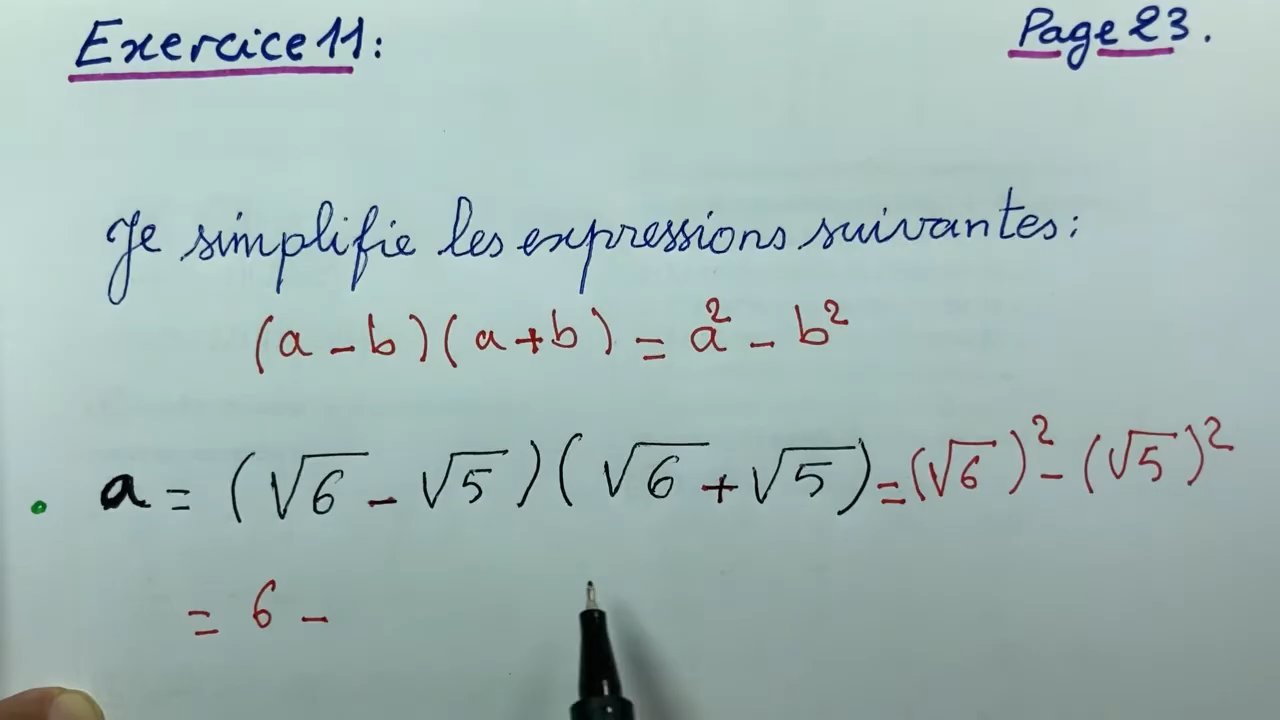 Exercice 11:
Page 23.
Je simplifie les expressions suivantes:
(a - b)(a + b) = a² - b²
. a = (√6 - √5)(√6 + √5) = (√6)² - (√5)²
= 6 -